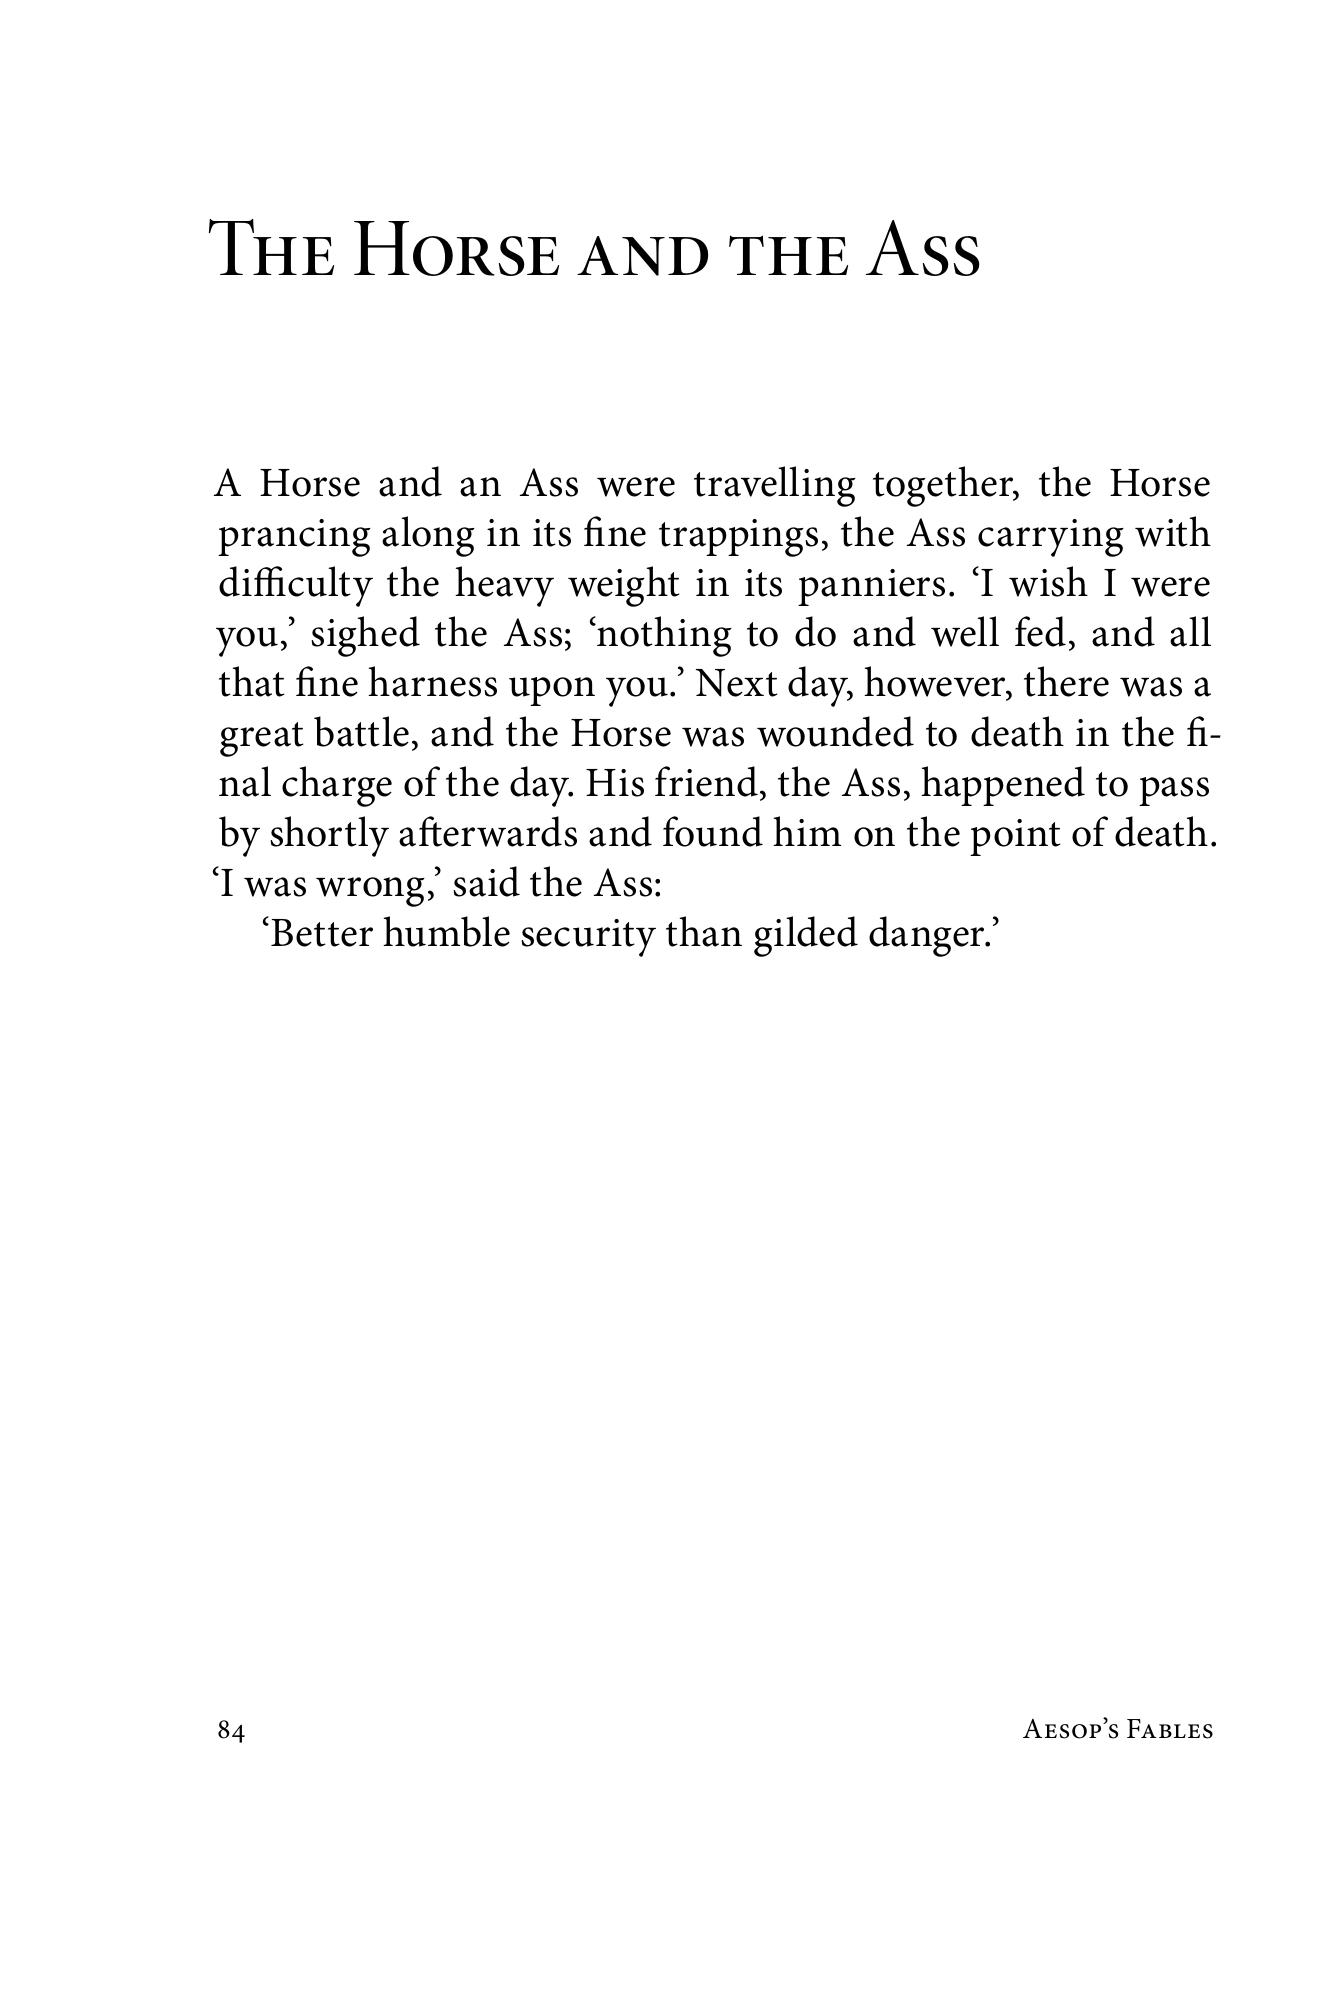 The Horse and the Ass
A Horse and an Ass were travelling together, the Horse
prancing along in its fine trappings, the Ass carrying with
difficulty the heavy weight in its panniers. ‘I wish I were
you,’ sighed the Ass; ‘nothing to do and well fed, and all
that fine harness upon you.’ Next day, however, there was a
great battle, and the Horse was wounded to death in the fi-
nal charge of the day. His friend, the Ass, happened to pass
by shortly afterwards and found him on the point of death.
‘I was wrong,’ said the Ass:
‘Better humble security than gilded danger.’
84 Aesop’s Fables